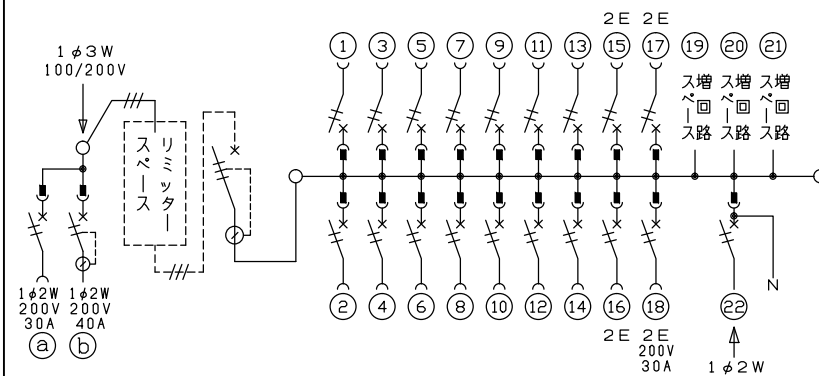 2E 2E
① ③ ⑤ ⑦ ⑨ ⑪ ⑬ ⑮ ⑰ ⑲ ⑳ ㉑
1φ3W
100/200V
増回路
スペース
増回路
スペース
増回路
スペース
リミッター
スペース
N
1φ2W
200V
30A
ⓐ
1φ2W
200V
40A
ⓑ
② ④ ⑥ ⑧ ⑩ ⑫ ⑭ ⑯ ⑱ ㉒
2E 2E
200V
30A
1φ2W